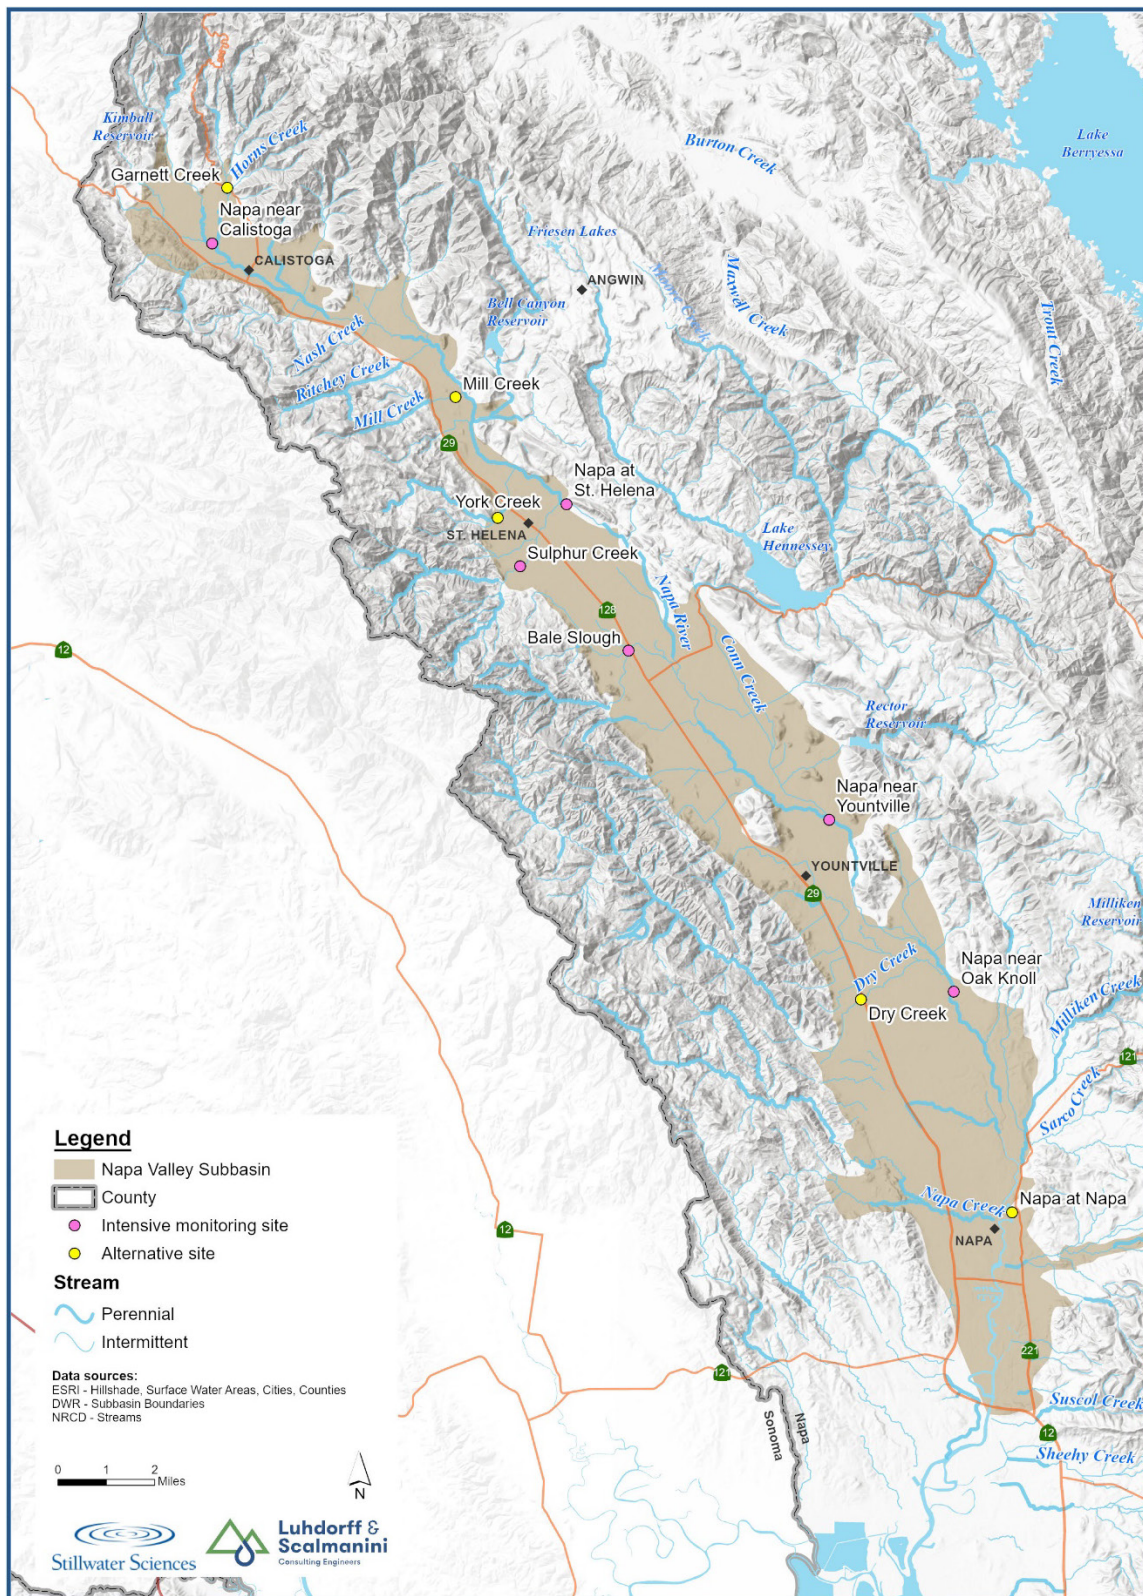 Kimball
Reservoir
Horns Creek
Garnett Creek
Napa near
Calistoga
CALISTOGA
Burton Creek
Lake
Berryessa
Friesen Lakes
ANGWIN
Bell Canyon
Reservoir
Moore Creek
Maxwell Creek
Trout Creek
Nash Creek
Ritchey Creek
Mill Creek
Mill Creek
29
Napa at
St. Helena
York Creek
ST. HELENA
Sulphur Creek
Lake
Hennessey
Napa River
128
Bale Slough
Conn Creek
12
Rector
Reservoir
Napa near
Yountville
YOUNTVILLE
29
Milliken
Reservoir
Dry Creek
Napa near
Oak Knoll
Dry Creek
Milliken Creek
121
Sarco Creek
Napa Creek
Napa at Napa
NAPA
12
221
121
Suscol Creek
12
Sheehy Creek
Napa
Sonoma
Legend
Napa Valley Subbasin
County
Intensive monitoring site
Alternative site
Stream
Perennial
Intermittent
Data sources:
ESRI - Hillshade, Surface Water Areas, Cities, Counties
DWR - Subbasin Boundaries
NRCD - Streams
0 1 2
Miles
N
Stillwater Sciences
Luhdorff &
Scalmanini
Consulting Engineers